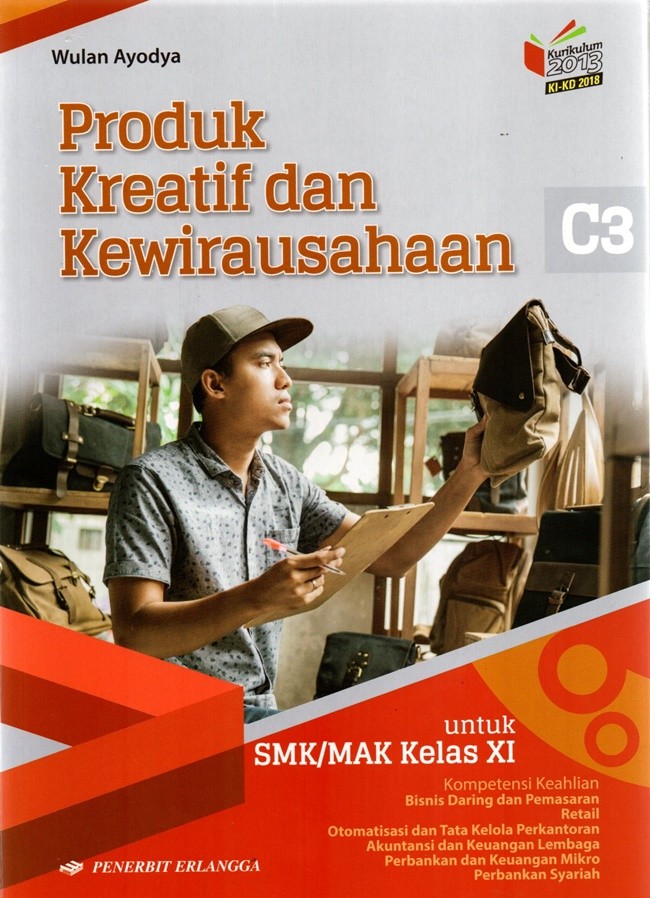 Wulan Ayodya
Kurikulum
2013
KI-KD 2018
Produk
Kreatif dan
Kewirausahaan
C3
untuk
SMK/MAK Kelas XI
Kompetensi Keahlian
Bisnis Daring dan Pemasaran
Retail
Otomatisasi dan Tata Kelola Perkantoran
Akuntansi dan Keuangan Lembaga
Perbankan dan Keuangan Mikro
Perbankan Syariah
PENERBIT ERLANGGA